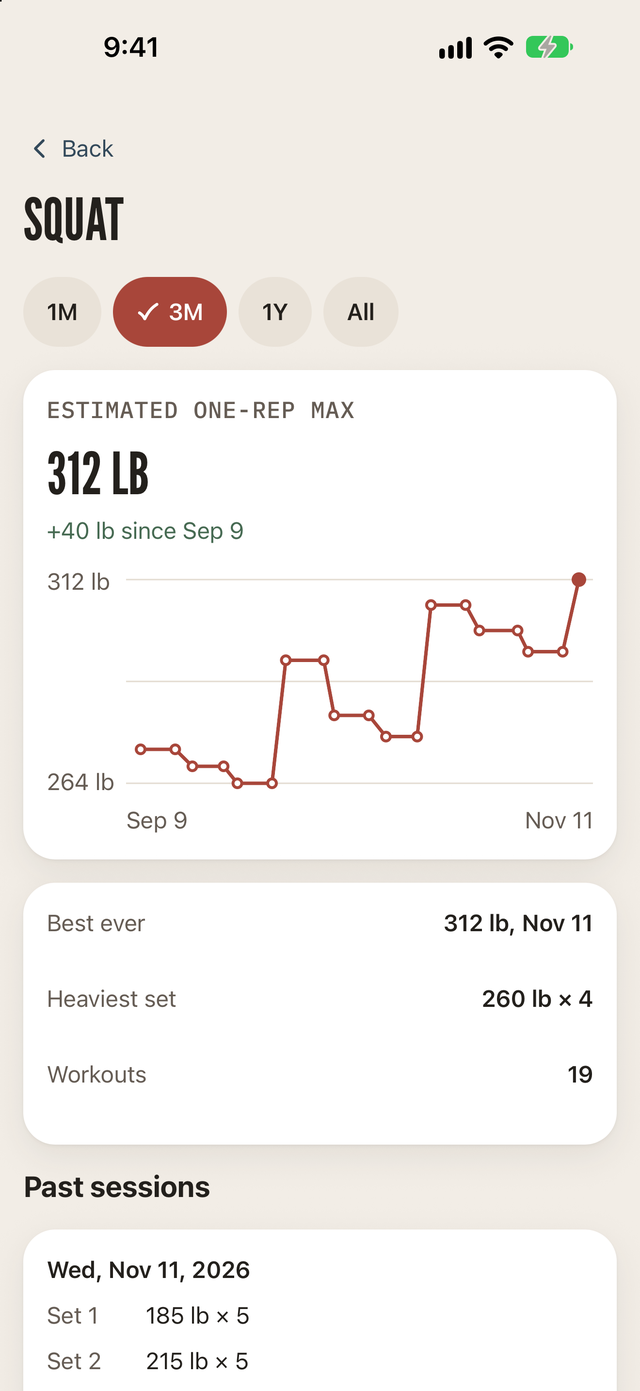 9:41
Back
SQUAT
1M
3M
1Y
All
ESTIMATED ONE-REP MAX
312 LB
+40 lb since Sep 9
312 lb
264 lb
Sep 9
Nov 11
Best ever
312 lb, Nov 11
Heaviest set
260 lb × 4
Workouts
19
Past sessions
Wed, Nov 11, 2026
Set 1
185 lb × 5
Set 2
215 lb × 5